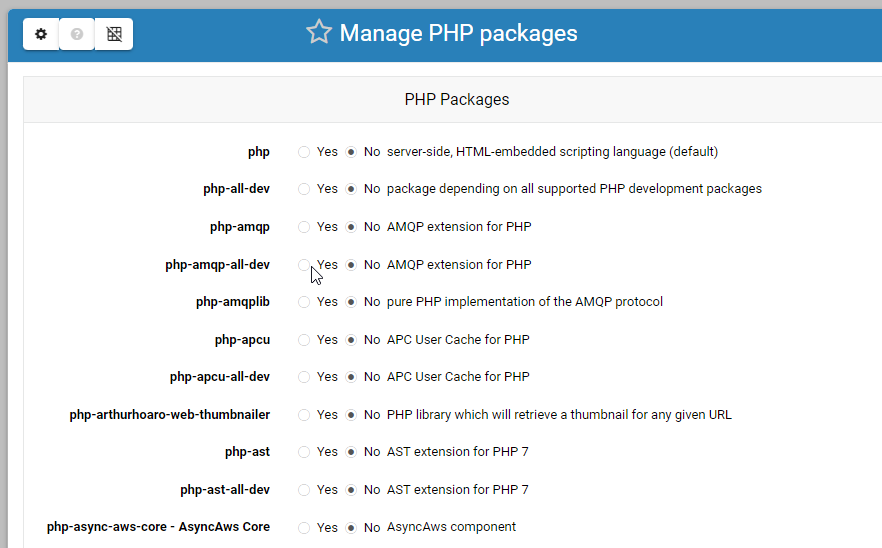 Manage PHP packages
PHP Packages
php Yes No server-side, HTML-embedded scripting language (default)
php-all-dev Yes No package depending on all supported PHP development packages
php-amqp Yes No AMQP extension for PHP
php-amqp-all-dev Yes No AMQP extension for PHP
php-amqplib Yes No pure PHP implementation of the AMQP protocol
php-apcu Yes No APC User Cache for PHP
php-apcu-all-dev Yes No APC User Cache for PHP
php-arthurhoaro-web-thumbnailer Yes No PHP library which will retrieve a thumbnail for any given URL
php-ast Yes No AST extension for PHP 7
php-ast-all-dev Yes No AST extension for PHP 7
php-async-aws-core - AsyncAws Core Yes No AsyncAws component